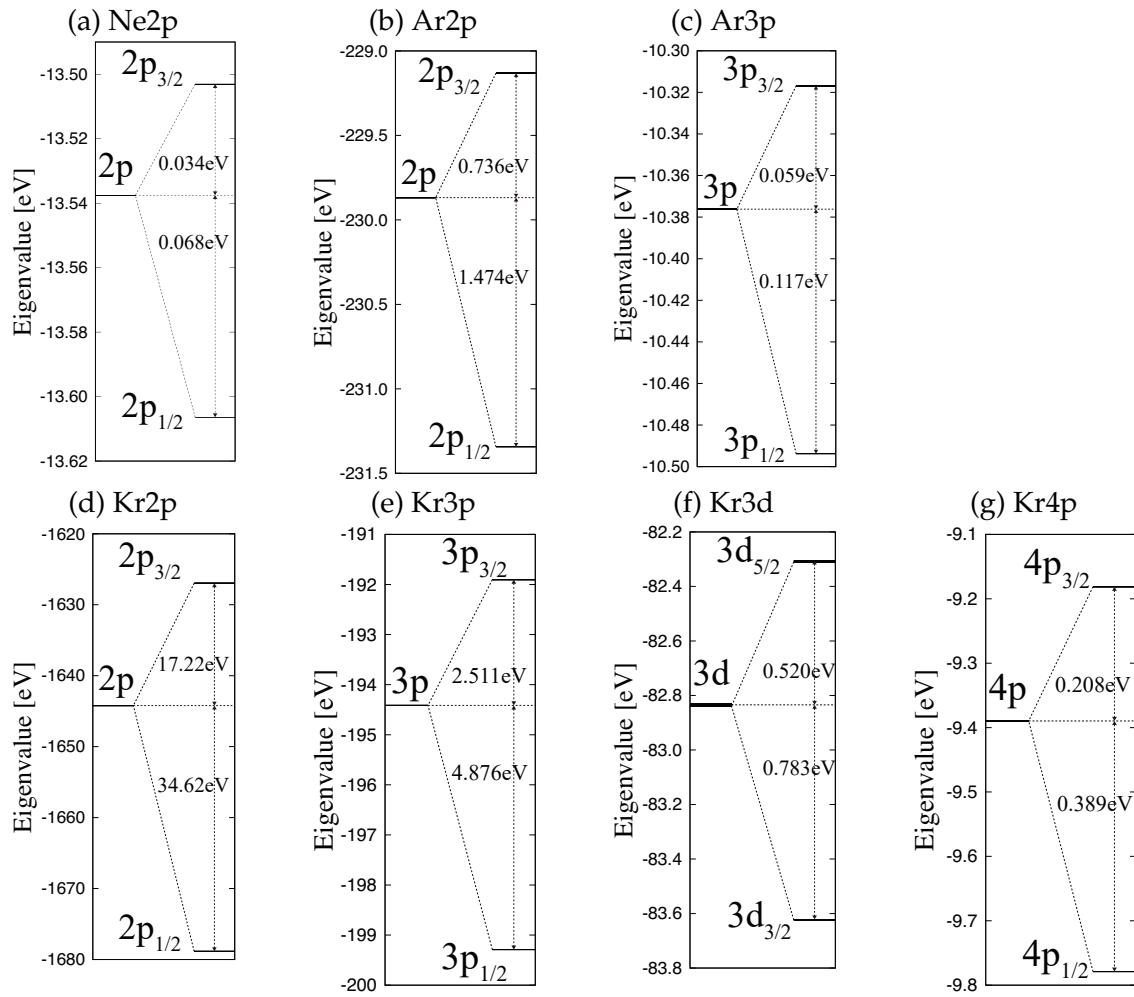 (a) Ne2p
Eigenvalue [eV]
-13.50
-13.52
-13.54
-13.56
-13.58
-13.60
-13.62
2p3/2
2p
0.034eV
0.068eV
2p1/2
(b) Ar2p
Eigenvalue [eV]
-229.0
-229.5
-230.0
-230.5
-231.0
-231.5
2p3/2
2p
0.736eV
1.474eV
2p1/2
(c) Ar3p
Eigenvalue [eV]
-10.30
-10.32
-10.34
-10.36
-10.38
-10.40
-10.42
-10.44
-10.46
-10.48
-10.50
3p3/2
3p
0.059eV
0.117eV
3p1/2
(d) Kr2p
Eigenvalue [eV]
-1620
-1630
-1640
-1645
-1660
-1670
-1680
2p3/2
2p
17.22eV
34.62eV
2p1/2
(e) Kr3p
Eigenvalue [eV]
-191
-192
-193
-194
-195
-196
-197
-198
-199
-200
3p3/2
3p
2.511eV
4.876eV
3p1/2
(f) Kr3d
Eigenvalue [eV]
-82.2
-82.4
-82.6
-82.8
-83.0
-83.2
-83.4
-83.6
-83.8
3d5/2
3d
0.520eV
0.783eV
3d3/2
(g) Kr4p
Eigenvalue [eV]
-9.1
-9.2
-9.3
-9.4
-9.5
-9.6
-9.7
-9.8
4p3/2
4p
0.208eV
0.389eV
4p1/2